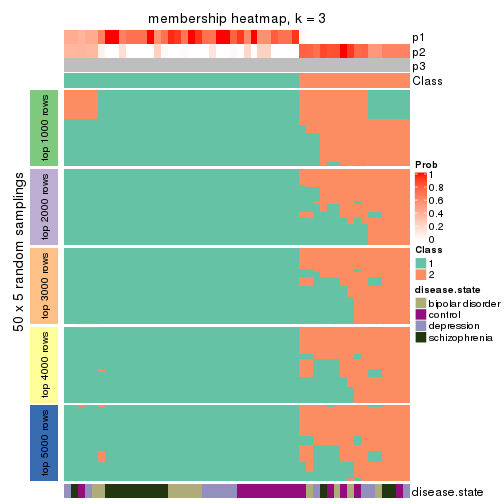 membership heatmap, k = 3
p1
p2
p3
Class
50 x 5 random samplings
top 1000 rows
top 2000 rows
top 3000 rows
top 4000 rows
top 5000 rows
Prob
1
0.8
0.6
0.4
0.2
0
Class
1
2
disease.state
bipolar disorder
control
depression
schizophrenia
disease.state